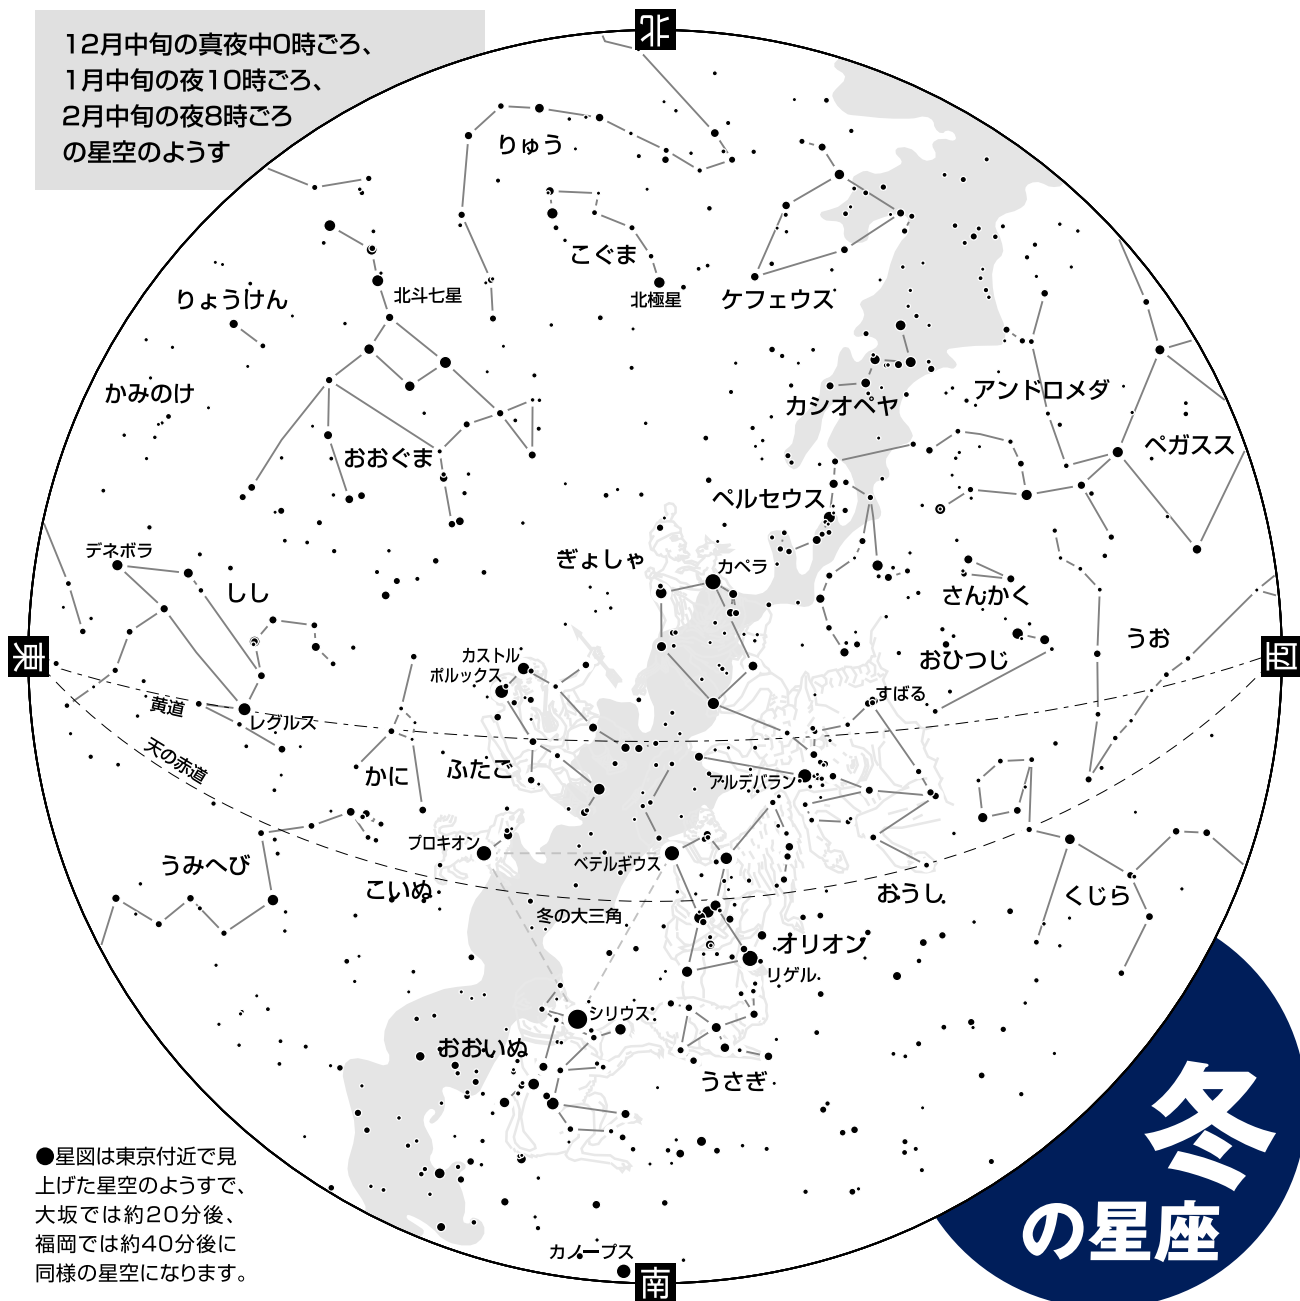 12月中旬の真夜中0時ごろ、
1月中旬の夜10時ごろ、
2月中旬の夜8時ごろ
の星空のようす
北
りゅう
こぐま
北極星
ケフェウス
北斗七星
りょうけん
かみのけ
カシオペヤ
アンドロメダ
ペガスス
おおぐま
ペルセウス
デネボラ
ぎょしゃ
カペラ
しし
さんかく
東
カストル
ポルックス
おひつじ
うお
西
すばる
黄道
レグルス
天の赤道
かに
ふたご
アルデバラン
プロキオン
ベテルギウス
うみへび
こいぬ
冬の大三角
おうし
くじら
オリオン
リゲル
シリウス
おおいぬ
うさぎ
カノープス
南
●星図は東京付近で見
上げた星空のようすで、
大坂では約20分後、
福岡では約40分後に
同様の星空になります。
冬
の星座